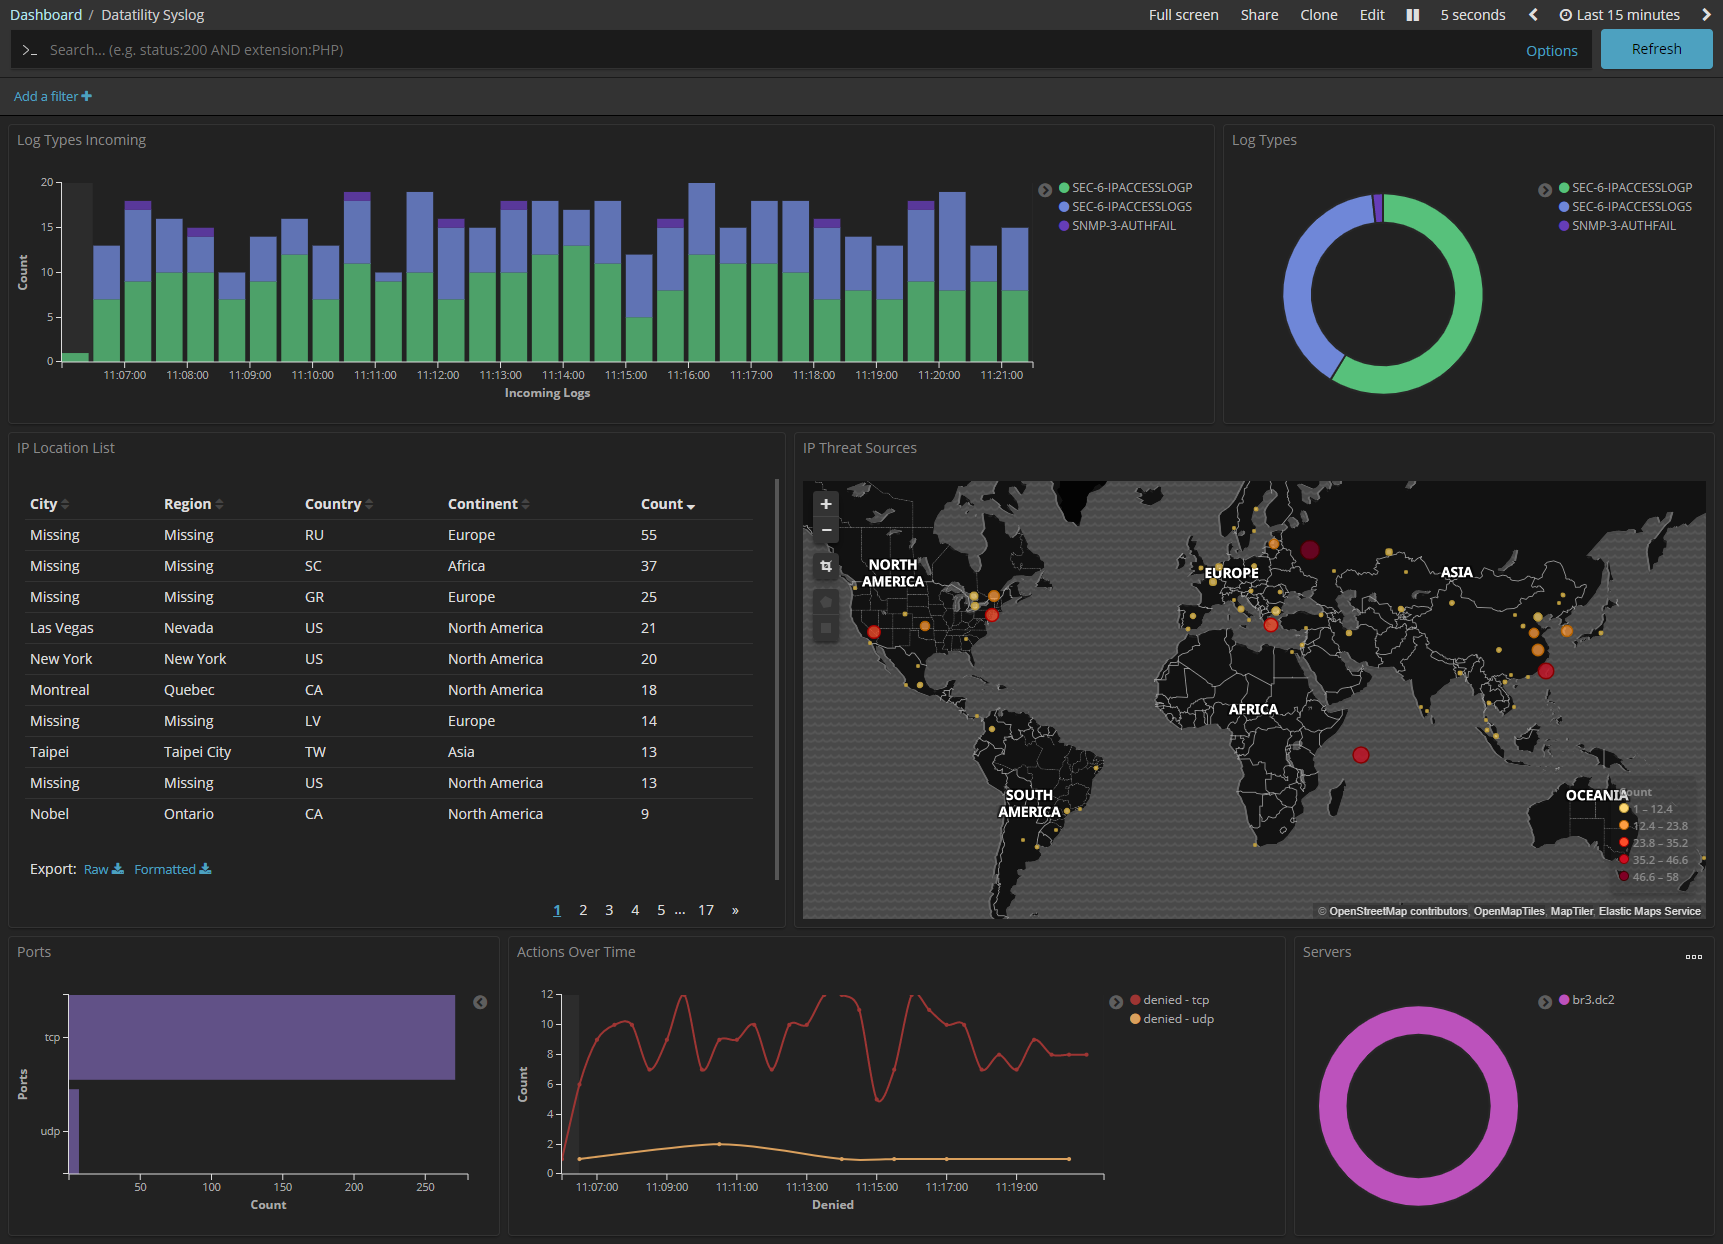 Dashboard / Datatility Syslog
Full screen Share Clone Edit 5 seconds Last 15 minutes
>_ Search... (e.g. status:200 AND extension:PHP) Options Refresh
Add a filter +
Log Types Incoming
Count
20
15
10
5
0
11:07:00 11:08:00 11:09:00 11:10:00 11:11:00 11:12:00 11:13:00 11:14:00 11:15:00 11:16:00 11:17:00 11:18:00 11:19:00 11:20:00 11:21:00
Incoming Logs
SEC-6-IPACCESSLOGP
SEC-6-IPACCESSLOGS
SNMP-3-AUTHFAIL
Log Types
SEC-6-IPACCESSLOGP
SEC-6-IPACCESSLOGS
SNMP-3-AUTHFAIL
IP Location List
City Region Country Continent Count
Missing Missing RU Europe 55
Missing Missing SC Africa 37
Missing Missing GR Europe 25
Las Vegas Nevada US North America 21
New York New York US North America 20
Montreal Quebec CA North America 18
Missing Missing LV Europe 14
Taipei Taipei City TW Asia 13
Missing Missing US North America 13
Nobel Ontario CA North America 9
Export: Raw Formatted
1 2 3 4 5 ... 17 »
IP Threat Sources
+
−
NORTH
AMERICA
EUROPE
ASIA
AFRICA
SOUTH
AMERICA
OCEANIA
Count
1 – 12.4
12.4 – 23.8
23.8 – 35.2
35.2 – 46.6
46.6 – 58
© OpenStreetMap contributors, OpenMapTiles, MapTiler, Elastic Maps Service
Ports
Ports
tcp
udp
50 100 150 200 250
Count
Actions Over Time
Count
12
10
8
6
4
2
0
11:07:00 11:09:00 11:11:00 11:13:00 11:15:00 11:17:00 11:19:00
Denied
denied - tcp
denied - udp
Servers
br3.dc2